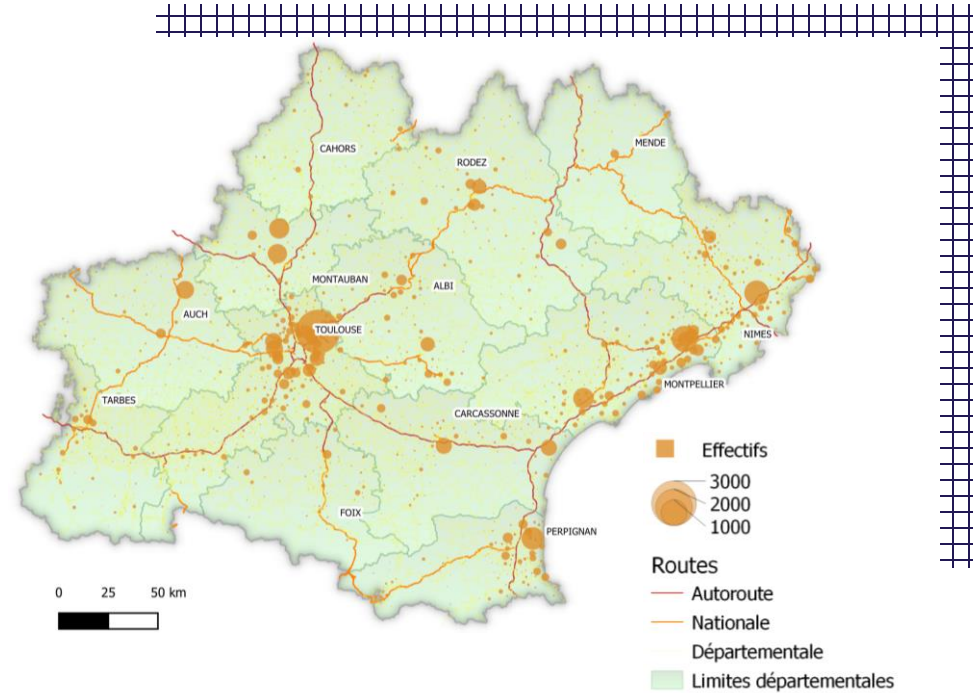 CAHORS
MENDE
RODEZ
MONTAUBAN
ALBI
AUCH
TOULOUSE
NIMES
MONTPELLIER
TARBES
CARCASSONNE
FOIX
PERPIGNAN
Effectifs
3000
2000
1000
Routes
Autoroute
Nationale
Départementale
Limites départementales
0 25 50 km